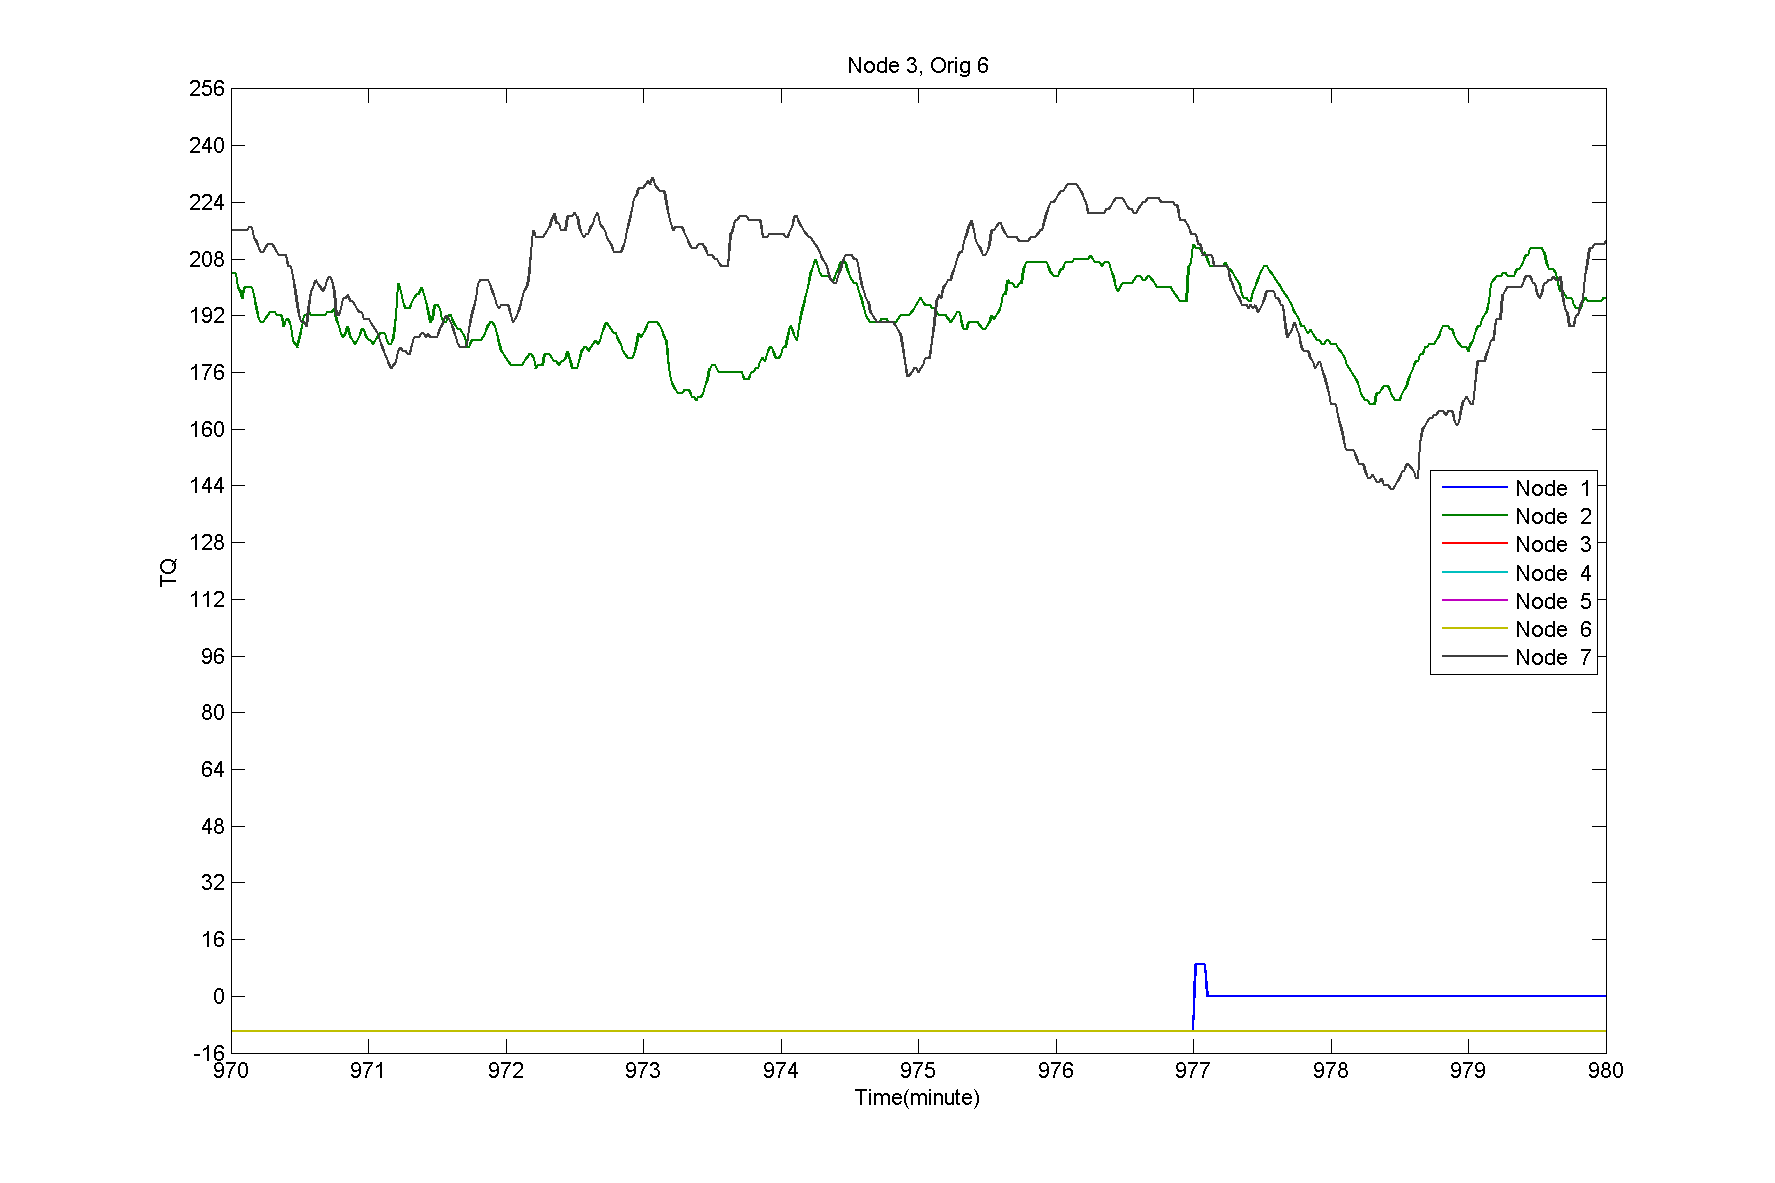 Node 3, Orig 6
256
240
224
208
192
176
160
144
128
112
96
80
64
48
32
16
0
-16
TQ
Node 1
Node 2
Node 3
Node 4
Node 5
Node 6
Node 7
970 971 972 973 974 975 976 977 978 979 980
Time(minute)